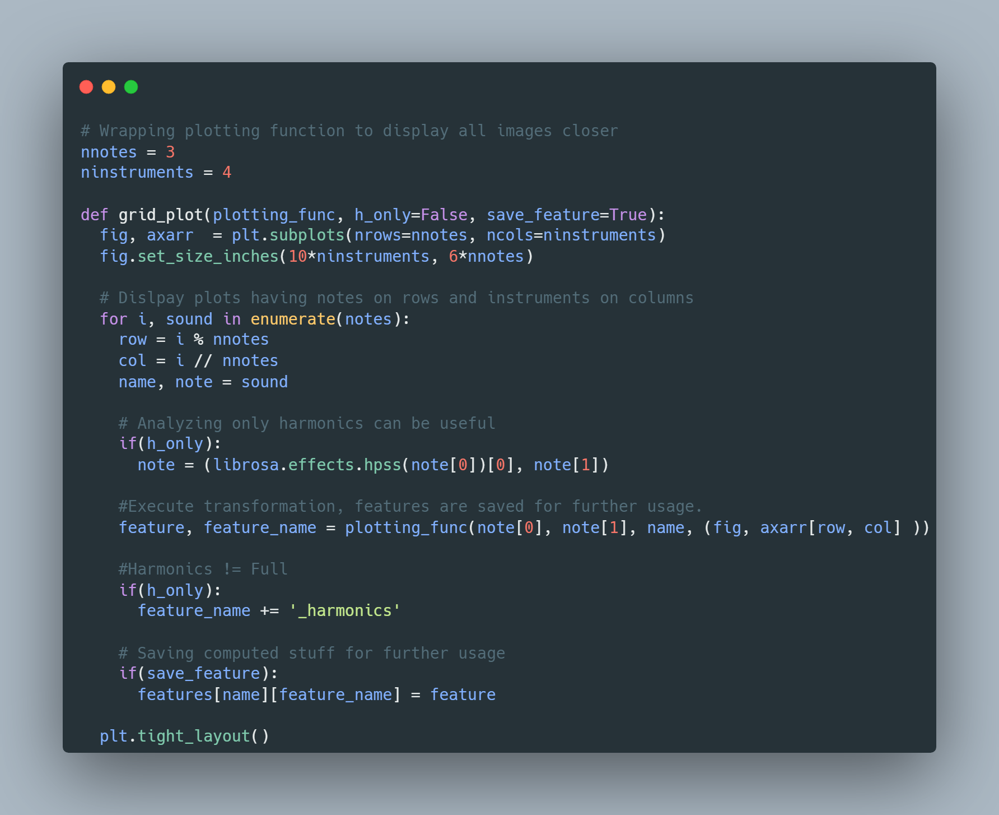 # Wrapping plotting function to display all images closer
nnotes = 3
ninstruments = 4

def grid_plot(plotting_func, h_only=False, save_feature=True):
  fig, axarr  = plt.subplots(nrows=nnotes, ncols=ninstruments)
  fig.set_size_inches(10*ninstruments, 6*nnotes)

  # Dislpay plots having notes on rows and instruments on columns
  for i, sound in enumerate(notes):
    row = i % nnotes
    col = i // nnotes
    name, note = sound

    # Analyzing only harmonics can be useful
    if(h_only):
      note = (librosa.effects.hpss(note[0])[0], note[1])

    #Execute transformation, features are saved for further usage.
    feature, feature_name = plotting_func(note[0], note[1], name, (fig, axarr[row, col] ))

    #Harmonics != Full
    if(h_only):
      feature_name += '_harmonics'

    # Saving computed stuff for further usage
    if(save_feature):
      features[name][feature_name] = feature

  plt.tight_layout()